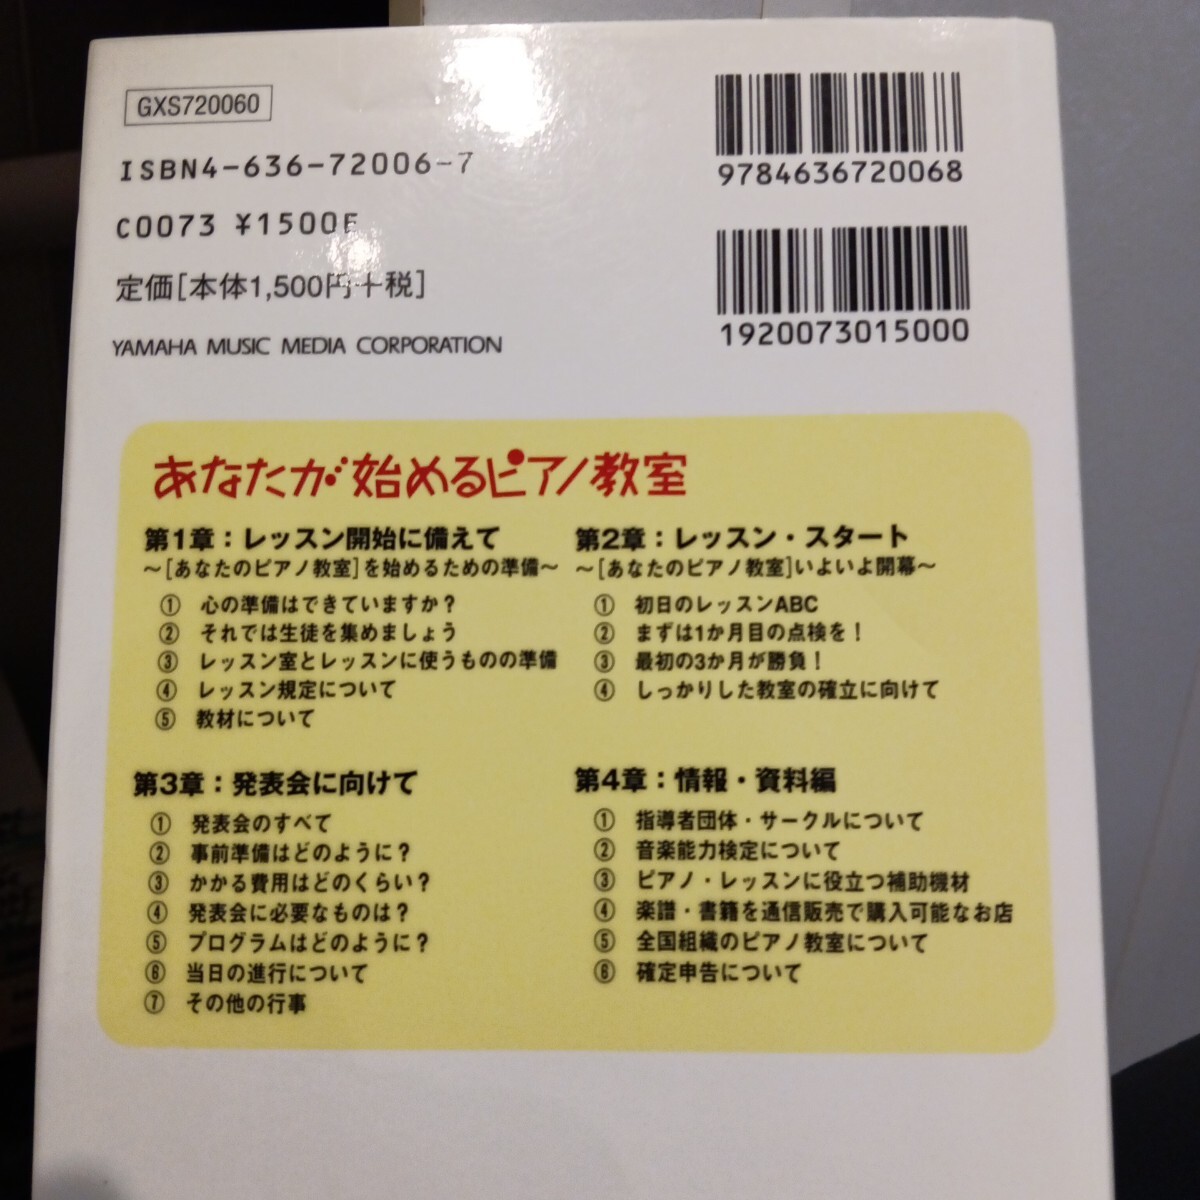 GXS720060
ISBN4-636-72006-7
C0073 ¥1500E
定価[本体1,500円+税]
YAMAHA MUSIC MEDIA CORPORATION
9784636720068
1920073015000
あなたが始めるピアノ教室
第1章:レッスン開始に備えて
～[あなたのピアノ教室]を始めるための準備～
① 心の準備はできていますか?
② それでは生徒を集めましょう
③ レッスン室とレッスンに使うものの準備
④ レッスン規定について
⑤ 教材について
第2章:レッスン・スタート
～[あなたのピアノ教室]いよいよ開幕～
① 初日のレッスンABC
② まずは1か月目の点検を!
③ 最初の3か月が勝負!
④ しっかりした教室の確立に向けて
第3章:発表会に向けて
① 発表会のすべて
② 事前準備はどのように?
③ かかる費用はどのくらい?
④ 発表会に必要なものは?
⑤ プログラムはどのように?
⑥ 当日の進行について
⑦ その他の行事
第4章:情報・資料編
① 指導者団体・サークルについて
② 音楽能力検定について
③ ピアノ・レッスンに役立つ補助機材
④ 楽譜・書籍を通信販売で購入可能なお店
⑤ 全国組織のピアノ教室について
⑥ 確定申告について